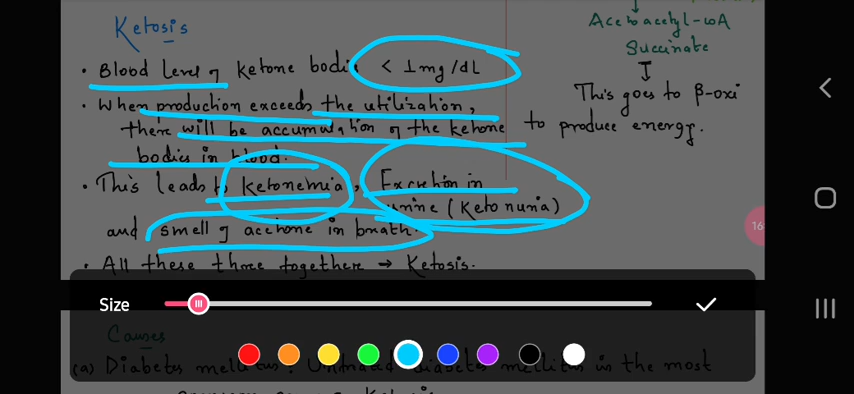 Acetoacetyl-CoA
Succinate
Ketosis
This goes to β-oxi
to produce energy.
• Blood level of ketone bodi < 1mg/dL
• When production exceeds the utilization,
there will be accumulation of the ketone
bodies in blood.
• This leads to Ketonemia, Excretion in
urine (Ketonuria)
and smell of acetone in breath.
• All these three together → Ketosis.
16
Size
Causes
(a) Diabetes mellitus: Untreated diabetes mellitus is the most